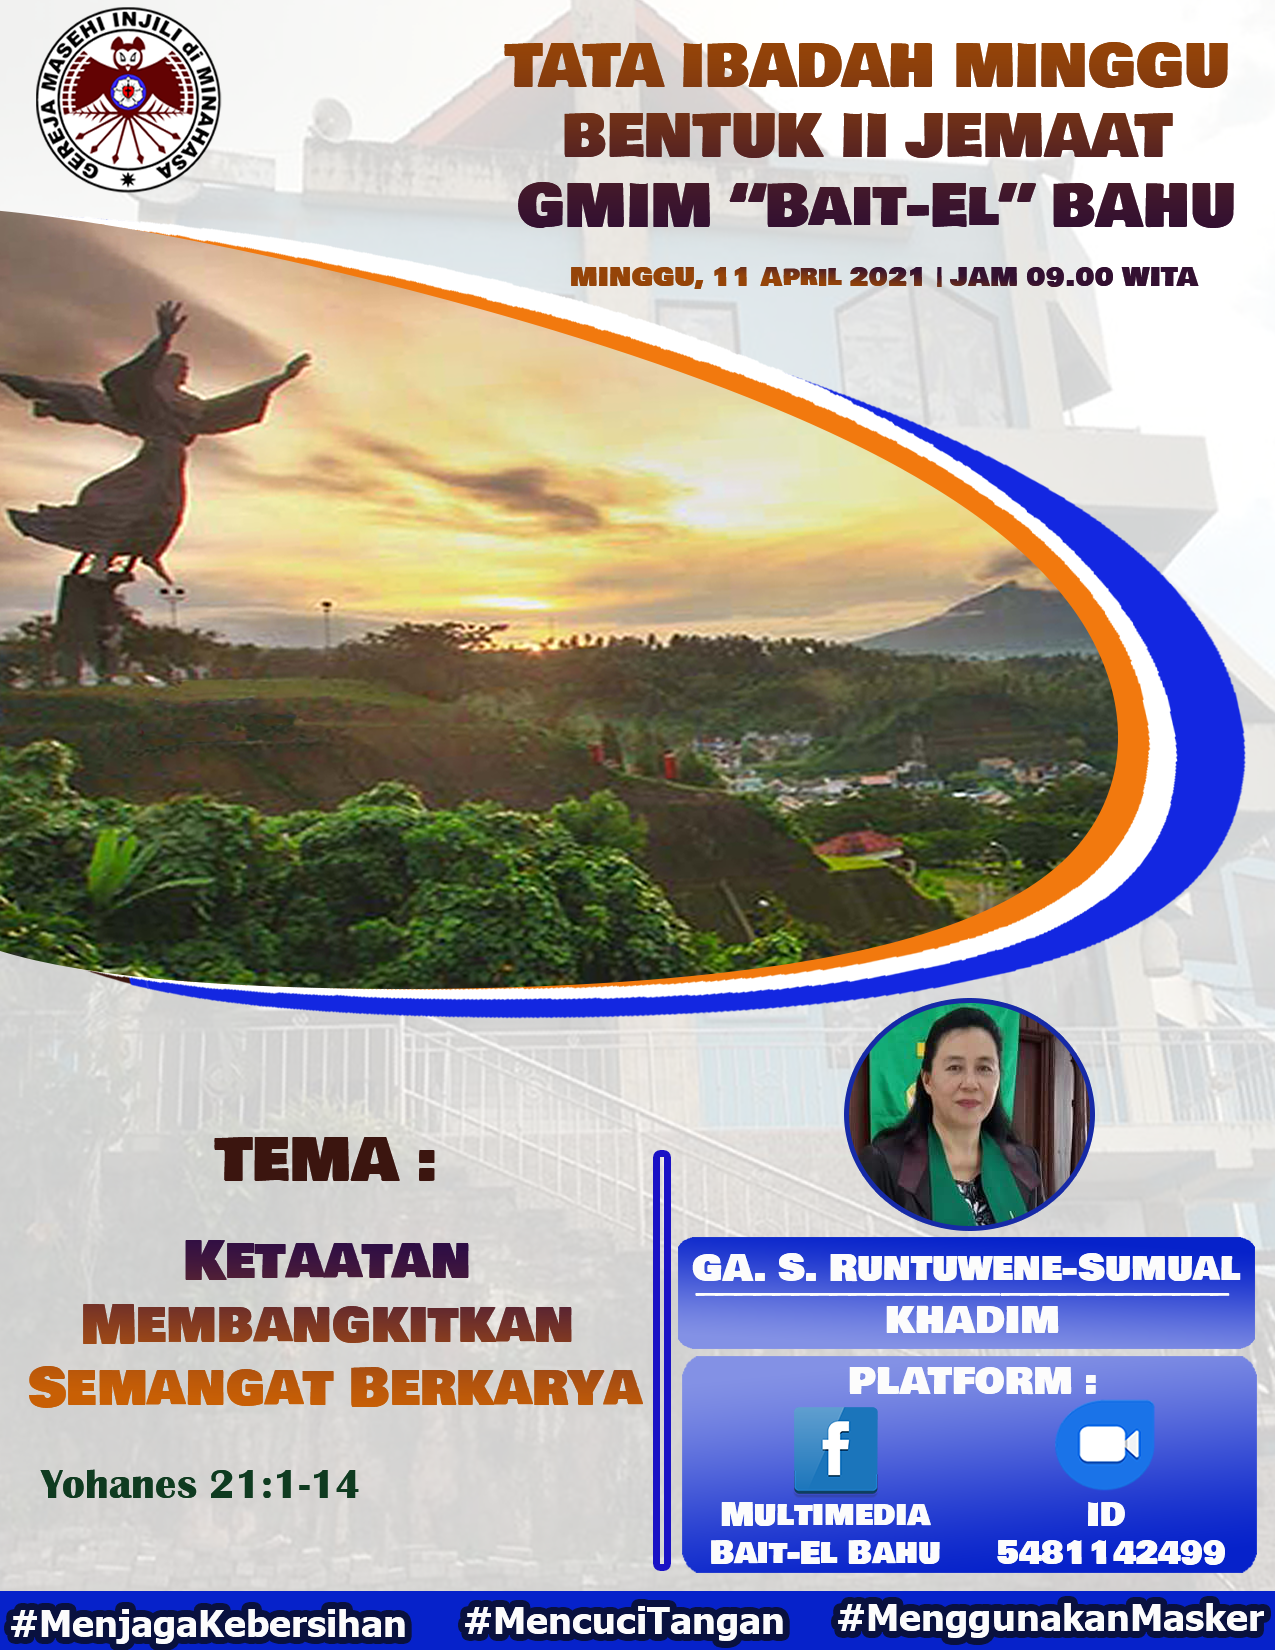 GEREJA MASEHI INJILI di MINAHASA
TATA IBADAH MINGGU
BENTUK II JEMAAT
GMIM “BAIT-EL” BAHU
MINGGU, 11 APRIL 2021 | JAM 09.00 WITA
TEMA :
KETAATAN
MEMBANGKITKAN
SEMANGAT BERKARYA
Yohanes 21:1-14
GA. S. RUNTUWENE-SUMUAL
KHADIM
PLATFORM :
MULTIMEDIA
BAIT-EL BAHU
ID
5481142499
#MenjagaKebersihan
#MencuciTangan
#MenggunakanMasker